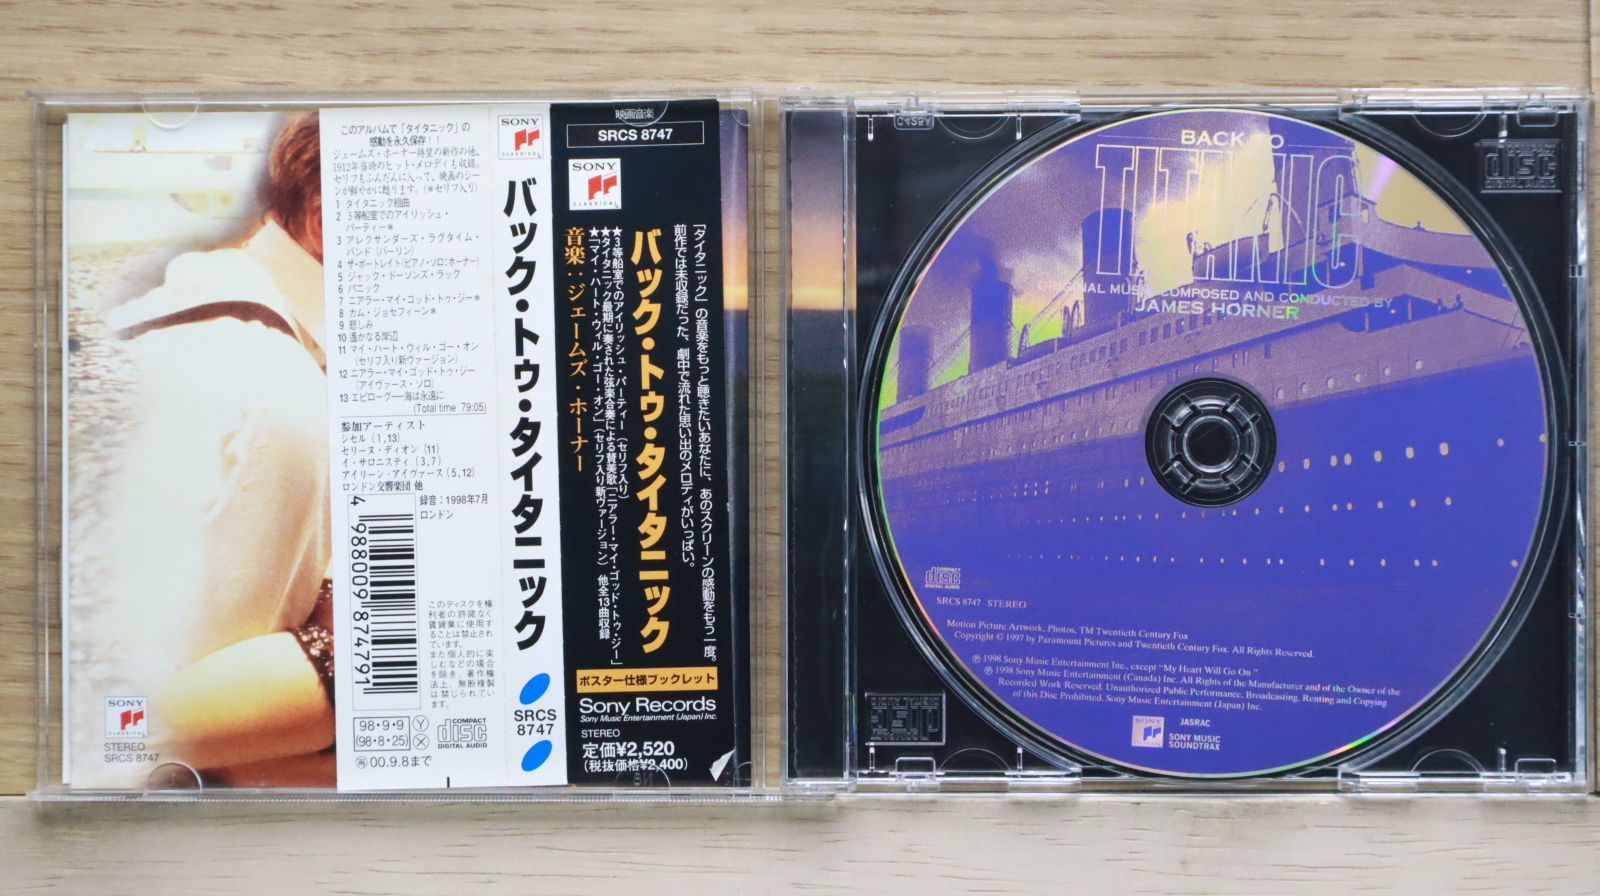 STEREO
SRCS 8747
SONY
CLASSICAL
このアルバムで「タイタニック」の
感動を永久保存!!
ジェームズ・ホーナー待望の新作の他、
1912年当時のヒット・メロディも収録。
セリフもふんだんに入って、映画のシー
ンが鮮やかに甦ります。(*セリフ入り)
1 タイタニック組曲
2 3等船室でのアイリッシュ・
パーティー*
3 アレクサンダーズ・ラグタイム・
バンド(バーリン)
4 ザ・ポートレイト(ピアノ・ソロ:ホーナー)
5 ジャック・ドーソンズ・ラック
6 パニック
7 ニアラー・マイ・ゴッド・トゥ・ジー*
8 カム・ジョセフィーン*
9 悲しみ
10 遥かなる岸辺
11 マイ・ハート・ウィル・ゴー・オン
(セリフ入り新ヴァージョン)
12 ニアラー・マイ・ゴッド・トゥ・ジー
(アイヴァース・ソロ)
13 エピローグ──海は永遠に
(Total time 79:05)
参加アーティスト
シセル(1,13)
セリーヌ・ディオン(11)
イ・サロニスティ(3,7)
アイリーン・アイヴァース(5,12)
ロンドン交響楽団 他
録音:1998年7月
ロンドン
4988009874791
このディスクを権
利者の許諾なく
賃貸業に使用す
ることは禁止され
ています。
また個人的に楽
しむなどの場合
を除き、著作権
法上、無断複製
は禁じられてい
ます。
98・9・9 Y
(98・8・25) X
再00.9.8まで
COMPACT
disc
DIGITAL AUDIO
SONY
CLASSICAL
バック・トゥ・タイタニック
SRCS
8747
映画音楽
SRCS 8747
SONY
CLASSICAL
「タイタニック」の音楽をもっと聴きたいあなたに、あのスクリーンの感動をもう一度。
前作では未収録だった、劇中で流れた思い出のメロディがいっぱい。
バック・トゥ・タイタニック
★3等船室でのアイリッシュ・パーティー(セリフ入り)
★タイタニック最期に奏された弦楽合奏による賛美歌「ニアラー・マイ・ゴッド・トゥ・ジー」
★「マイ・ハート・ウィル・ゴー・オン」(セリフ入り新ヴァージョン) 他全13曲収録
音楽:ジェームズ・ホーナー
ポスター仕様ブックレット
Sony Records
Sony Music Entertainment (Japan) Inc.
STEREO
定価¥2,520
(税抜価格¥2,400)
BACK TO
TITANIC
ORIGINAL MUSIC COMPOSED AND CONDUCTED BY
JAMES HORNER
COMPACT
disc
DIGITAL AUDIO
SRCS 8747 STEREO
Motion Picture Artwork, Photos, TM Twentieth Century Fox
Copyright © 1997 by Paramount Pictures and Twentieth Century Fox. All Rights Reserved.
℗ 1998 Sony Music Entertainment Inc., except "My Heart Will Go On"
℗ 1998 Sony Music Entertainment (Canada) Inc. All Rights of the Manufacturer and of the Owner of the
Recorded Work Reserved. Unauthorized Public Performance, Broadcasting, Renting and Copying
of this Disc Prohibited. Sony Music Entertainment (Japan) Inc.
SONY
JASRAC
SONY MUSIC
SOUNDTRAX
disc